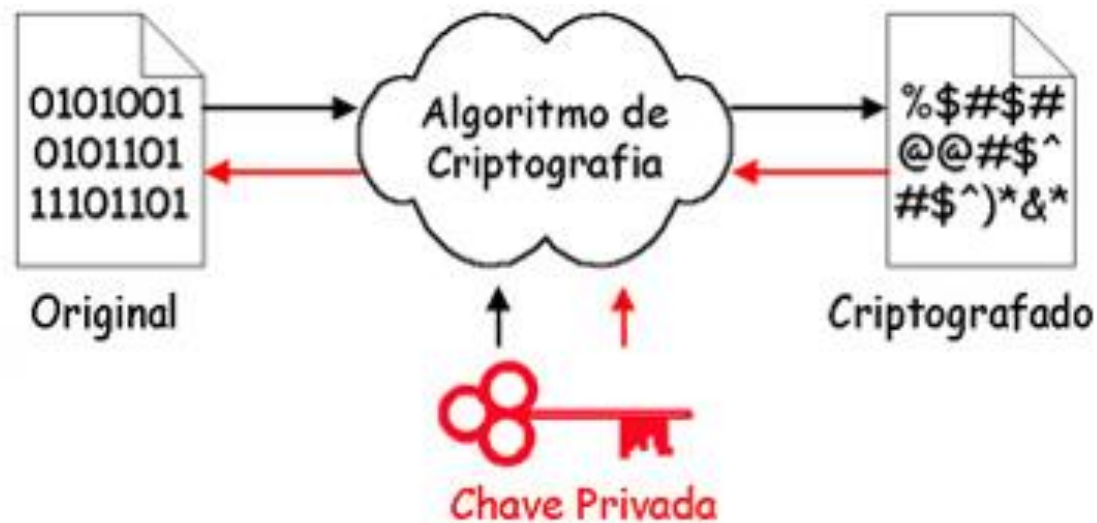 0101001
0101101
11101101
Original
Algoritmo de
Criptografia
%$#$#
@@#$^
#$^)*&*
Criptografado
Chave Privada